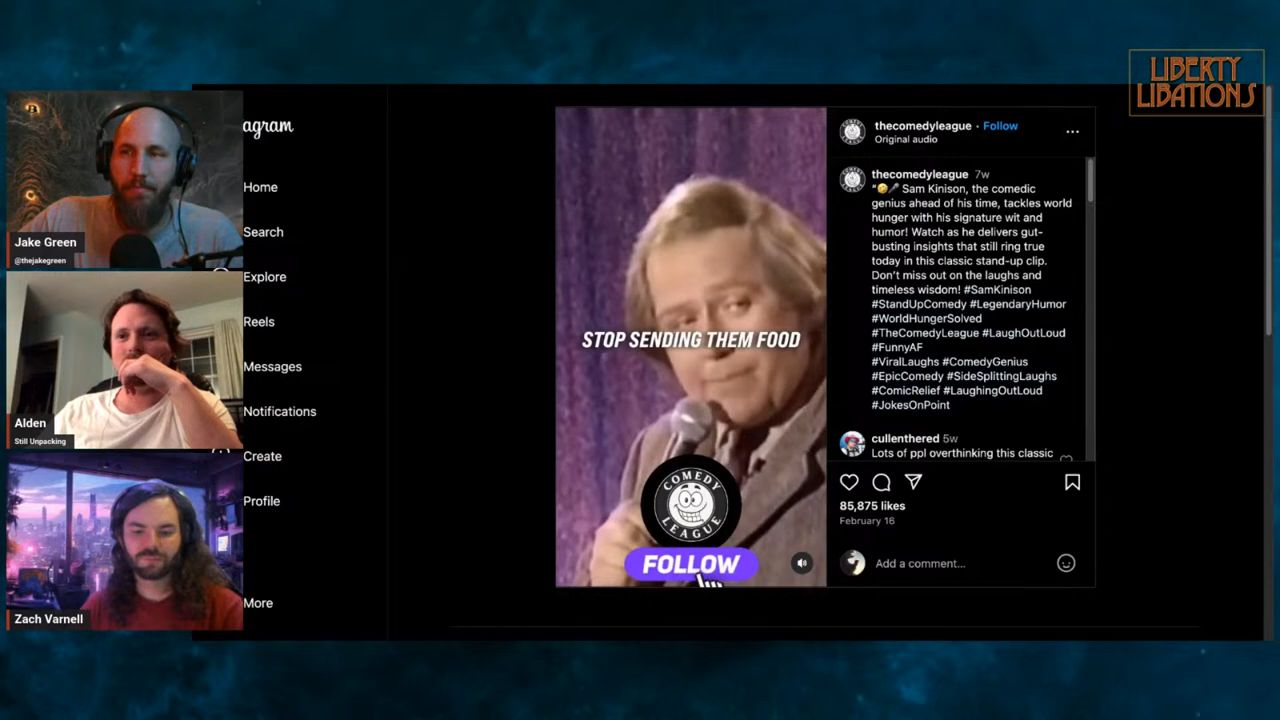 LIBERTY
LIBATIONS
agram
Home
Search
Explore
Reels
Messages
Notifications
Create
Profile
More
Jake Green
@thejakegreen
Alden
Still Unpacking
Zach Varnell
STOP SENDING THEM FOOD
COMEDY
LEAGUE
FOLLOW
thecomedyleague • Follow
Original audio
thecomedyleague 7w
"🤣🎤 Sam Kinison, the comedic
genius ahead of his time, tackles world
hunger with his signature wit and
humor! Watch as he delivers gut-
busting insights that still ring true
today in this classic stand-up clip.
Don't miss out on the laughs and
timeless wisdom! #SamKinison
#StandUpComedy #LegendaryHumor
#WorldHungerSolved
#TheComedyLeague #LaughOutLoud
#FunnyAF
#ViralLaughs #ComedyGenius
#EpicComedy #SideSplittingLaughs
#ComicRelief #LaughingOutLoud
#JokesOnPoint
cullenthered 5w
Lots of ppl overthinking this classic
85,875 likes
February 16
Add a comment...